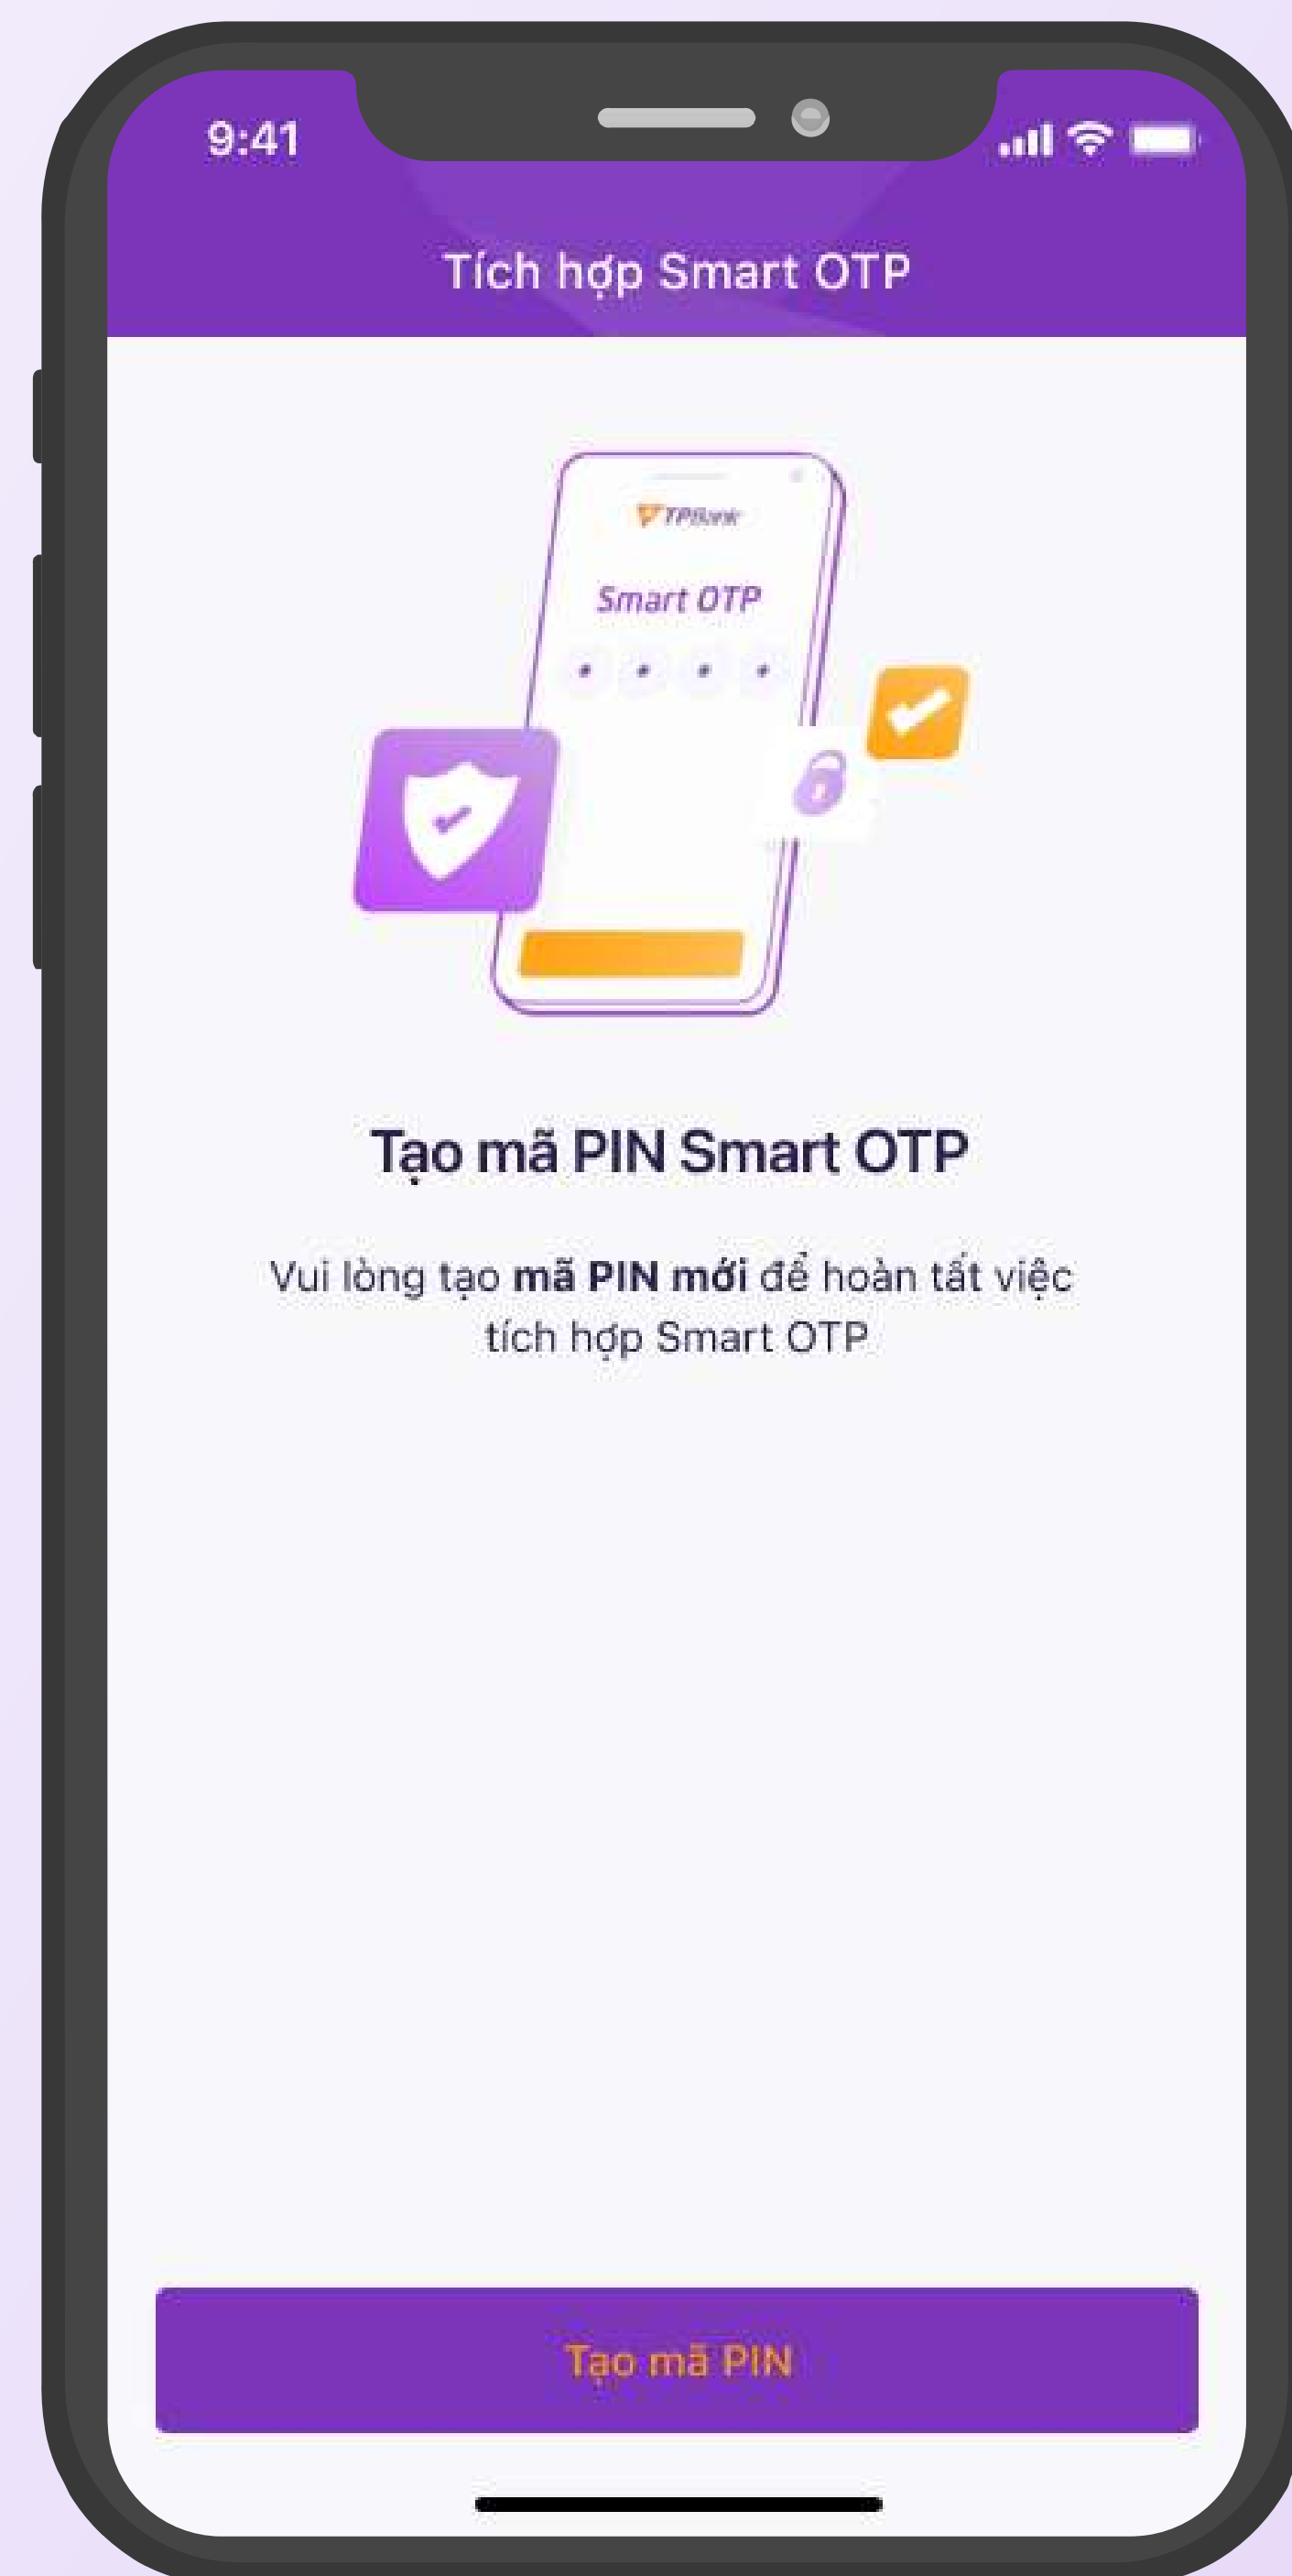 9:41
Tích hợp Smart OTP
TPBank
Smart OTP
Tạo mã PIN Smart OTP
Vui lòng tạo mã PIN mới để hoàn tất việc
tích hợp Smart OTP
Tạo mã PIN